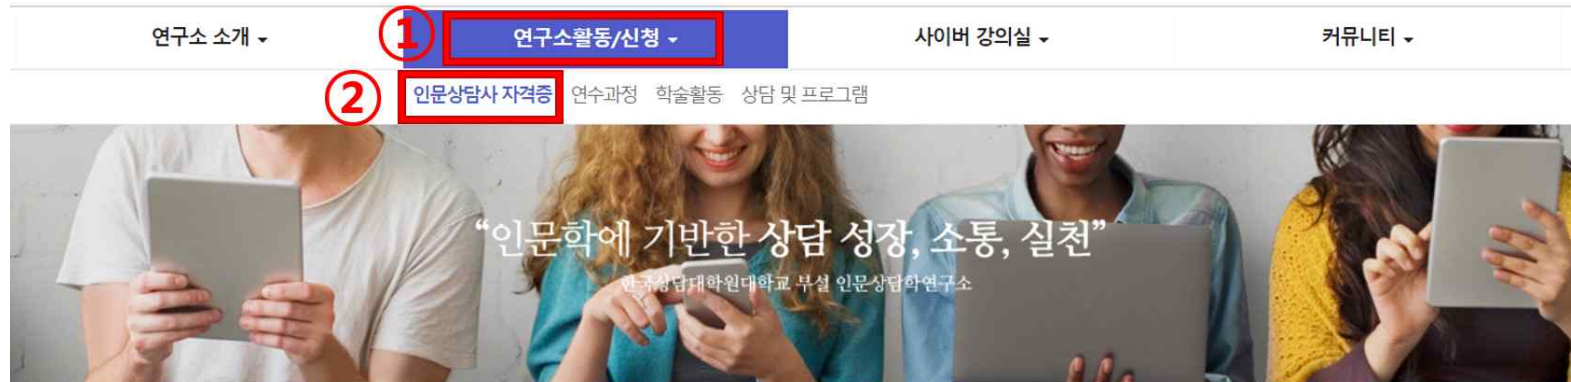 연구소 소개
① 연구소활동/신청
사이버 강의실
커뮤니티
② 인문상담사 자격증 연수과정 학술활동 상담 및 프로그램
“인문학에 기반한 상담 성장, 소통, 실천”
한국상담대학원대학교 부설 인문상담학연구소